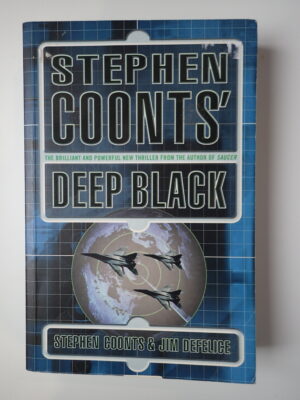 STEPHEN
COONTS'
THE BRILLIANT AND POWERFUL NEW THRILLER FROM THE AUTHOR OF SAUCER
DEEP BLACK
STEPHEN COONTS & JIM DEFELICE